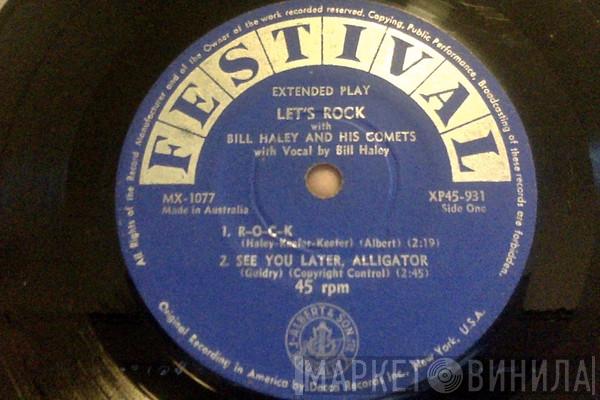 All Rights of the Record Manufacturer and of the Owner of the work recorded reserved. Copying, Public Performance, Broadcasting of these records are forbidden.
FESTIVAL
EXTENDED PLAY
LET'S ROCK
with
BILL HALEY AND HIS COMETS
with Vocal by Bill Haley
MX-1077
Made in Australia
XP45-931
Side One
1. R-O-C-K
(Haley-Keefer-Keefer) (Albert) (2:19)
2. SEE YOU LATER, ALLIGATOR
(Guidry) (Copyright Control) (2:45)
45 rpm
ALBERT & SON
Original Recording in America by Decca Records Inc. New York, U.S.A.
МАРКЕТОВИНИЛА